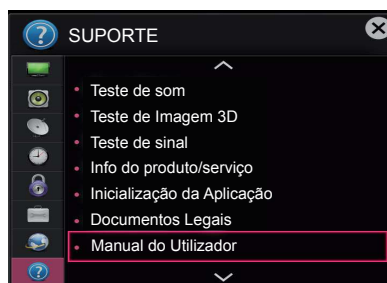 SUPORTE
Teste de som
Teste de Imagem 3D
Teste de sinal
Info do produto/serviço
Inicialização da Aplicação
Documentos Legais
Manual do Utilizador